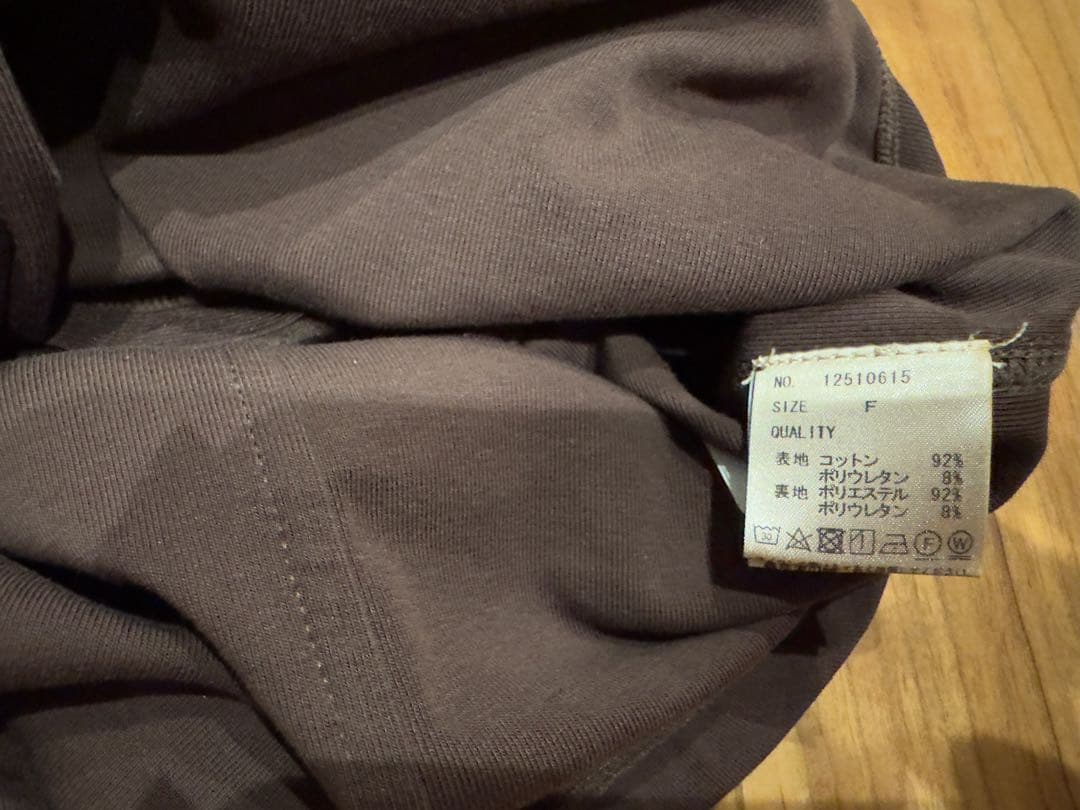 NO. 12510615
SIZE F
QUALITY
表地 コットン 92%
ポリウレタン 8%
裏地 ポリエステル 92%
ポリウレタン 8%
30
F W